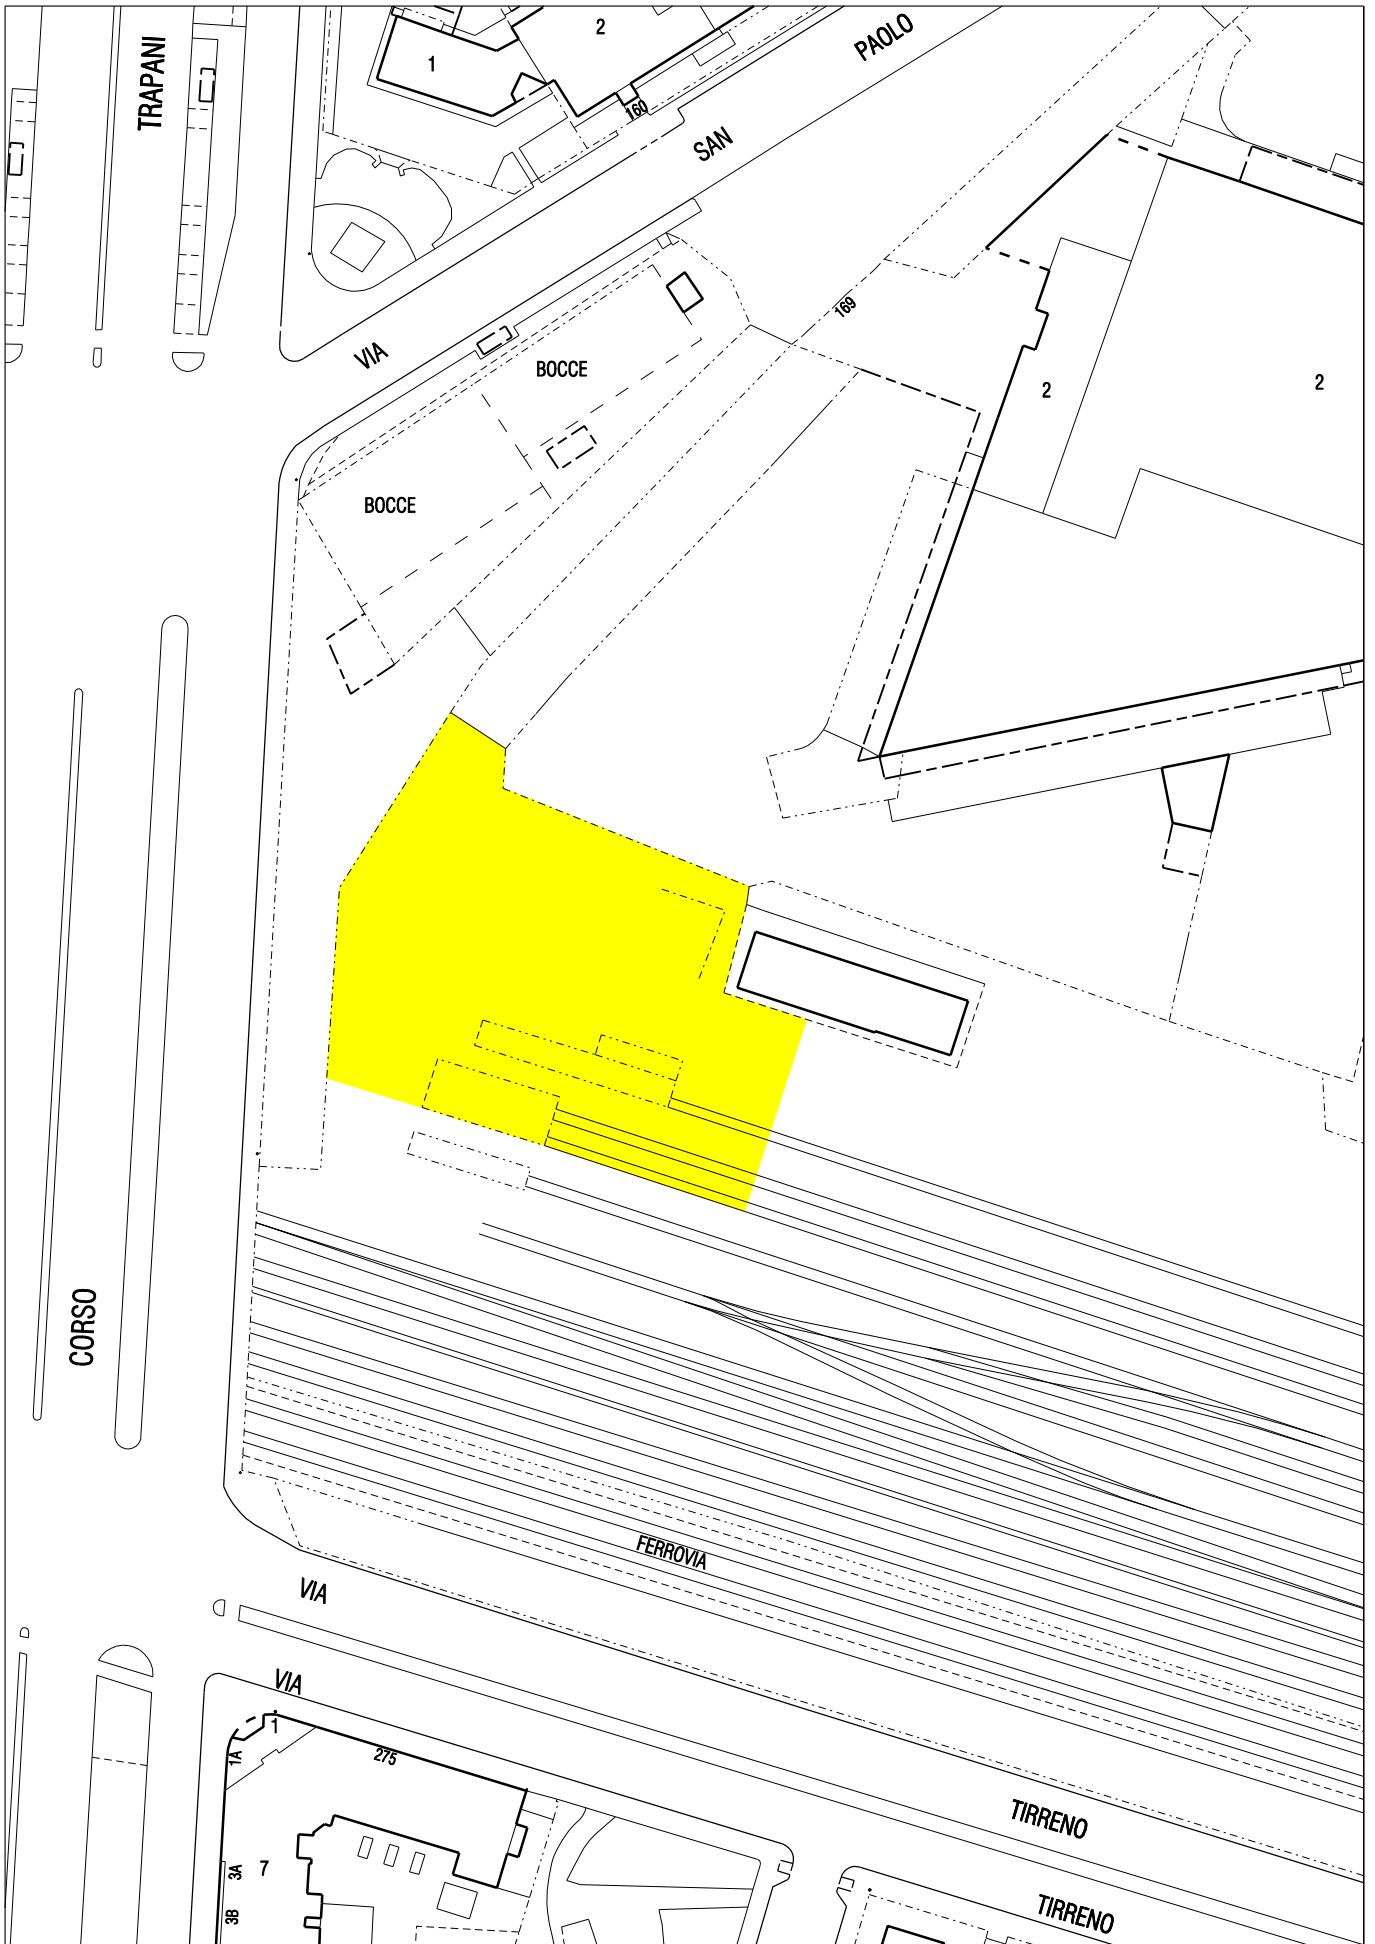 TRAPANI
1
2
160
SAN
PAOLO
VIA
169
BOCCE
2
2
BOCCE
CORSO
FERROVIA
VIA
VIA
1
1A
275
TIRRENO
3A
7
3B
TIRRENO